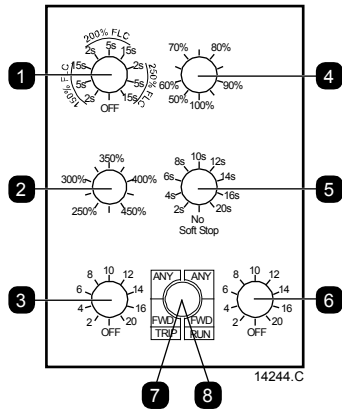 200% FLC
2s 5s 15s
150% FLC
2s 5s 15s
250% FLC
2s 5s 15s
OFF
1
70% 80%
60% 90%
50% 100%
4
350%
300% 400%
250% 450%
2
10s
8s 12s
6s 14s
4s 16s
2s 20s
No
Soft Stop
5
10
8 12
6 14
4 16
2 20
OFF
3
ANY ANY
FWD FWD
TRIP RUN
10
8 12
6 14
4 16
2 20
OFF
6
14244.C
7 8